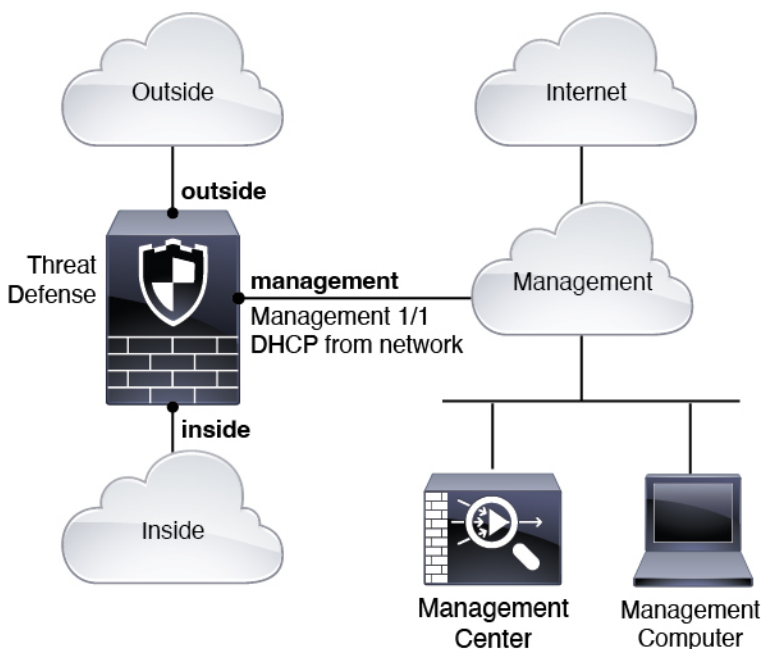 Outside
Internet
outside
Threat
Defense
management
Management 1/1
DHCP from network
Management
inside
Inside
Management
Center
Management
Computer